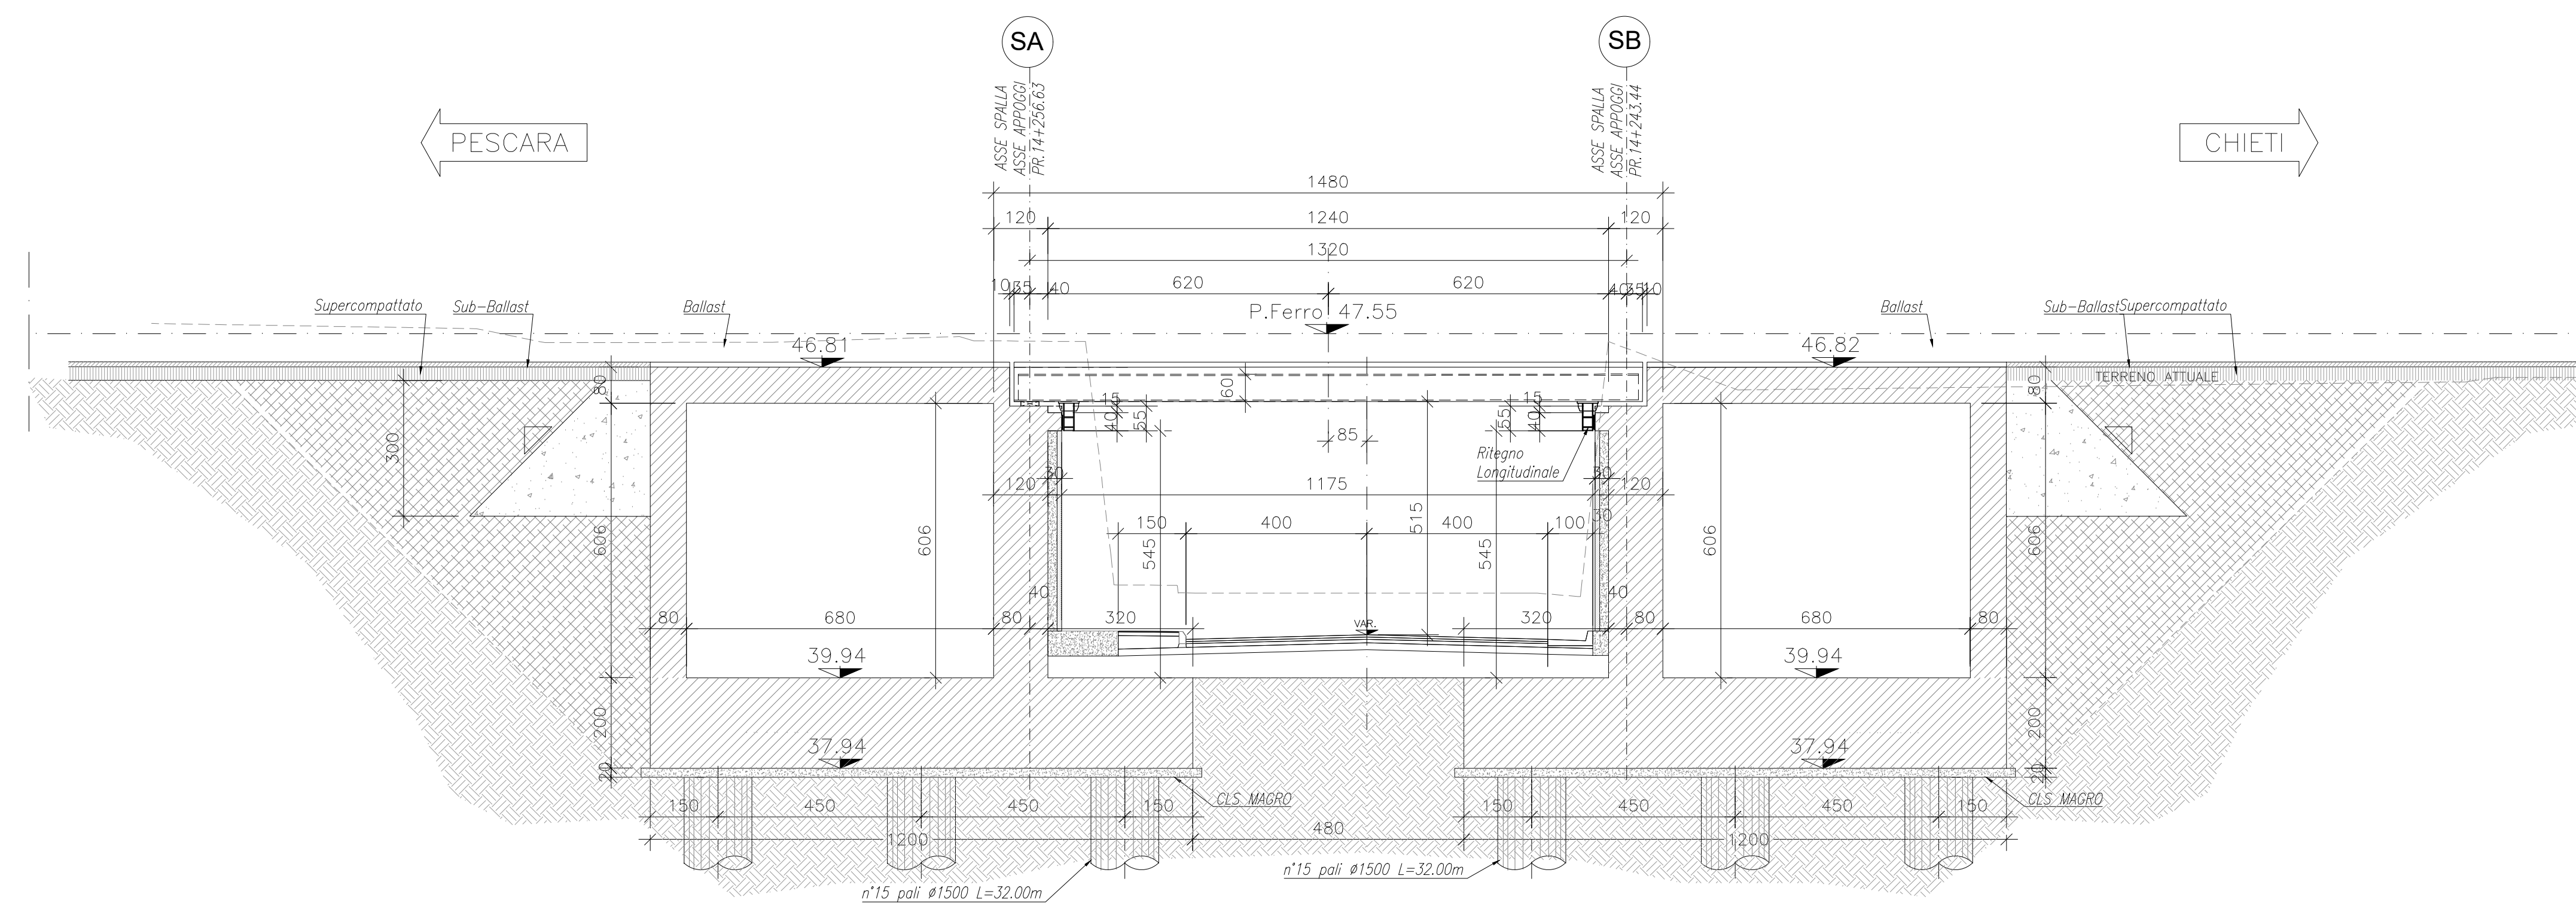 SA
SB
ASSE SPALLA
ASSE APPOGGI
PR.14+256.63
ASSE SPALLA
ASSE APPOGGI
PR.14+243.44
PESCARA
CHIETI
1480
120
1240
120
1320
10
35
40
620
620
40
35
10
P.Ferro 47.55
Supercompattato
Sub-Ballast
Ballast
Ballast
Sub-Ballast
Supercompattato
46.81
46.82
TERRENO ATTUALE
80
60
80
15
40
55
55
15
40
300
85
Ritegno
Longitudinale
30
30
120
1175
120
150
400
515
400
100
30
606
606
545
545
606
606
40
40
80
680
80
320
VAR.
320
80
680
80
39.94
39.94
200
200
37.94
37.94
20
20
CLS MAGRO
CLS MAGRO
150
450
450
150
150
450
450
150
1200
480
1200
n°15 pali ø1500 L=32.00m
n°15 pali ø1500 L=32.00m